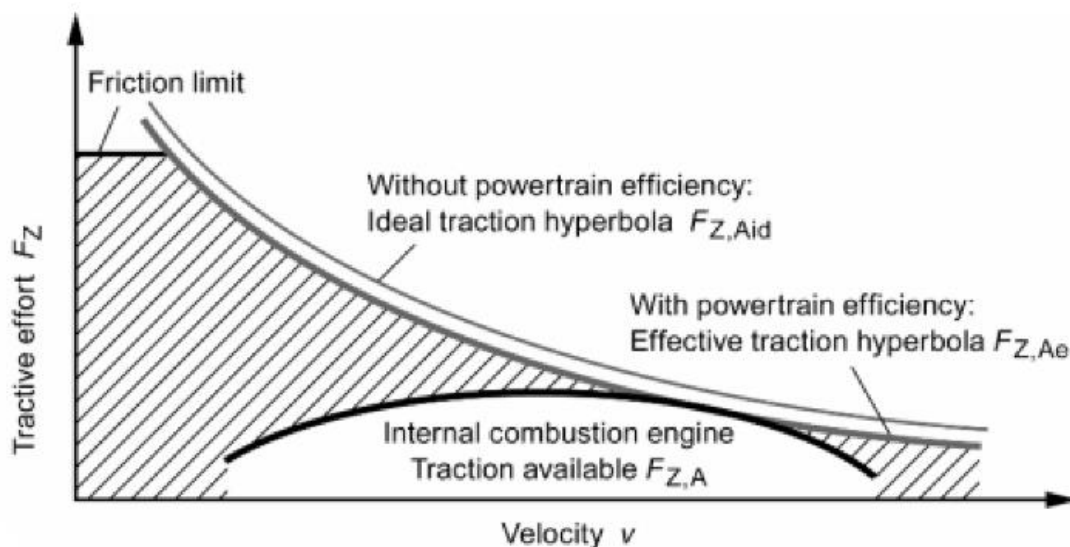 Friction limit
Without powertrain efficiency:
Ideal traction hyperbola F_Z,Aid
With powertrain efficiency:
Effective traction hyperbola F_Z,Ae
Internal combustion engine
Traction available F_Z,A
Tractive effort F_Z
Velocity v